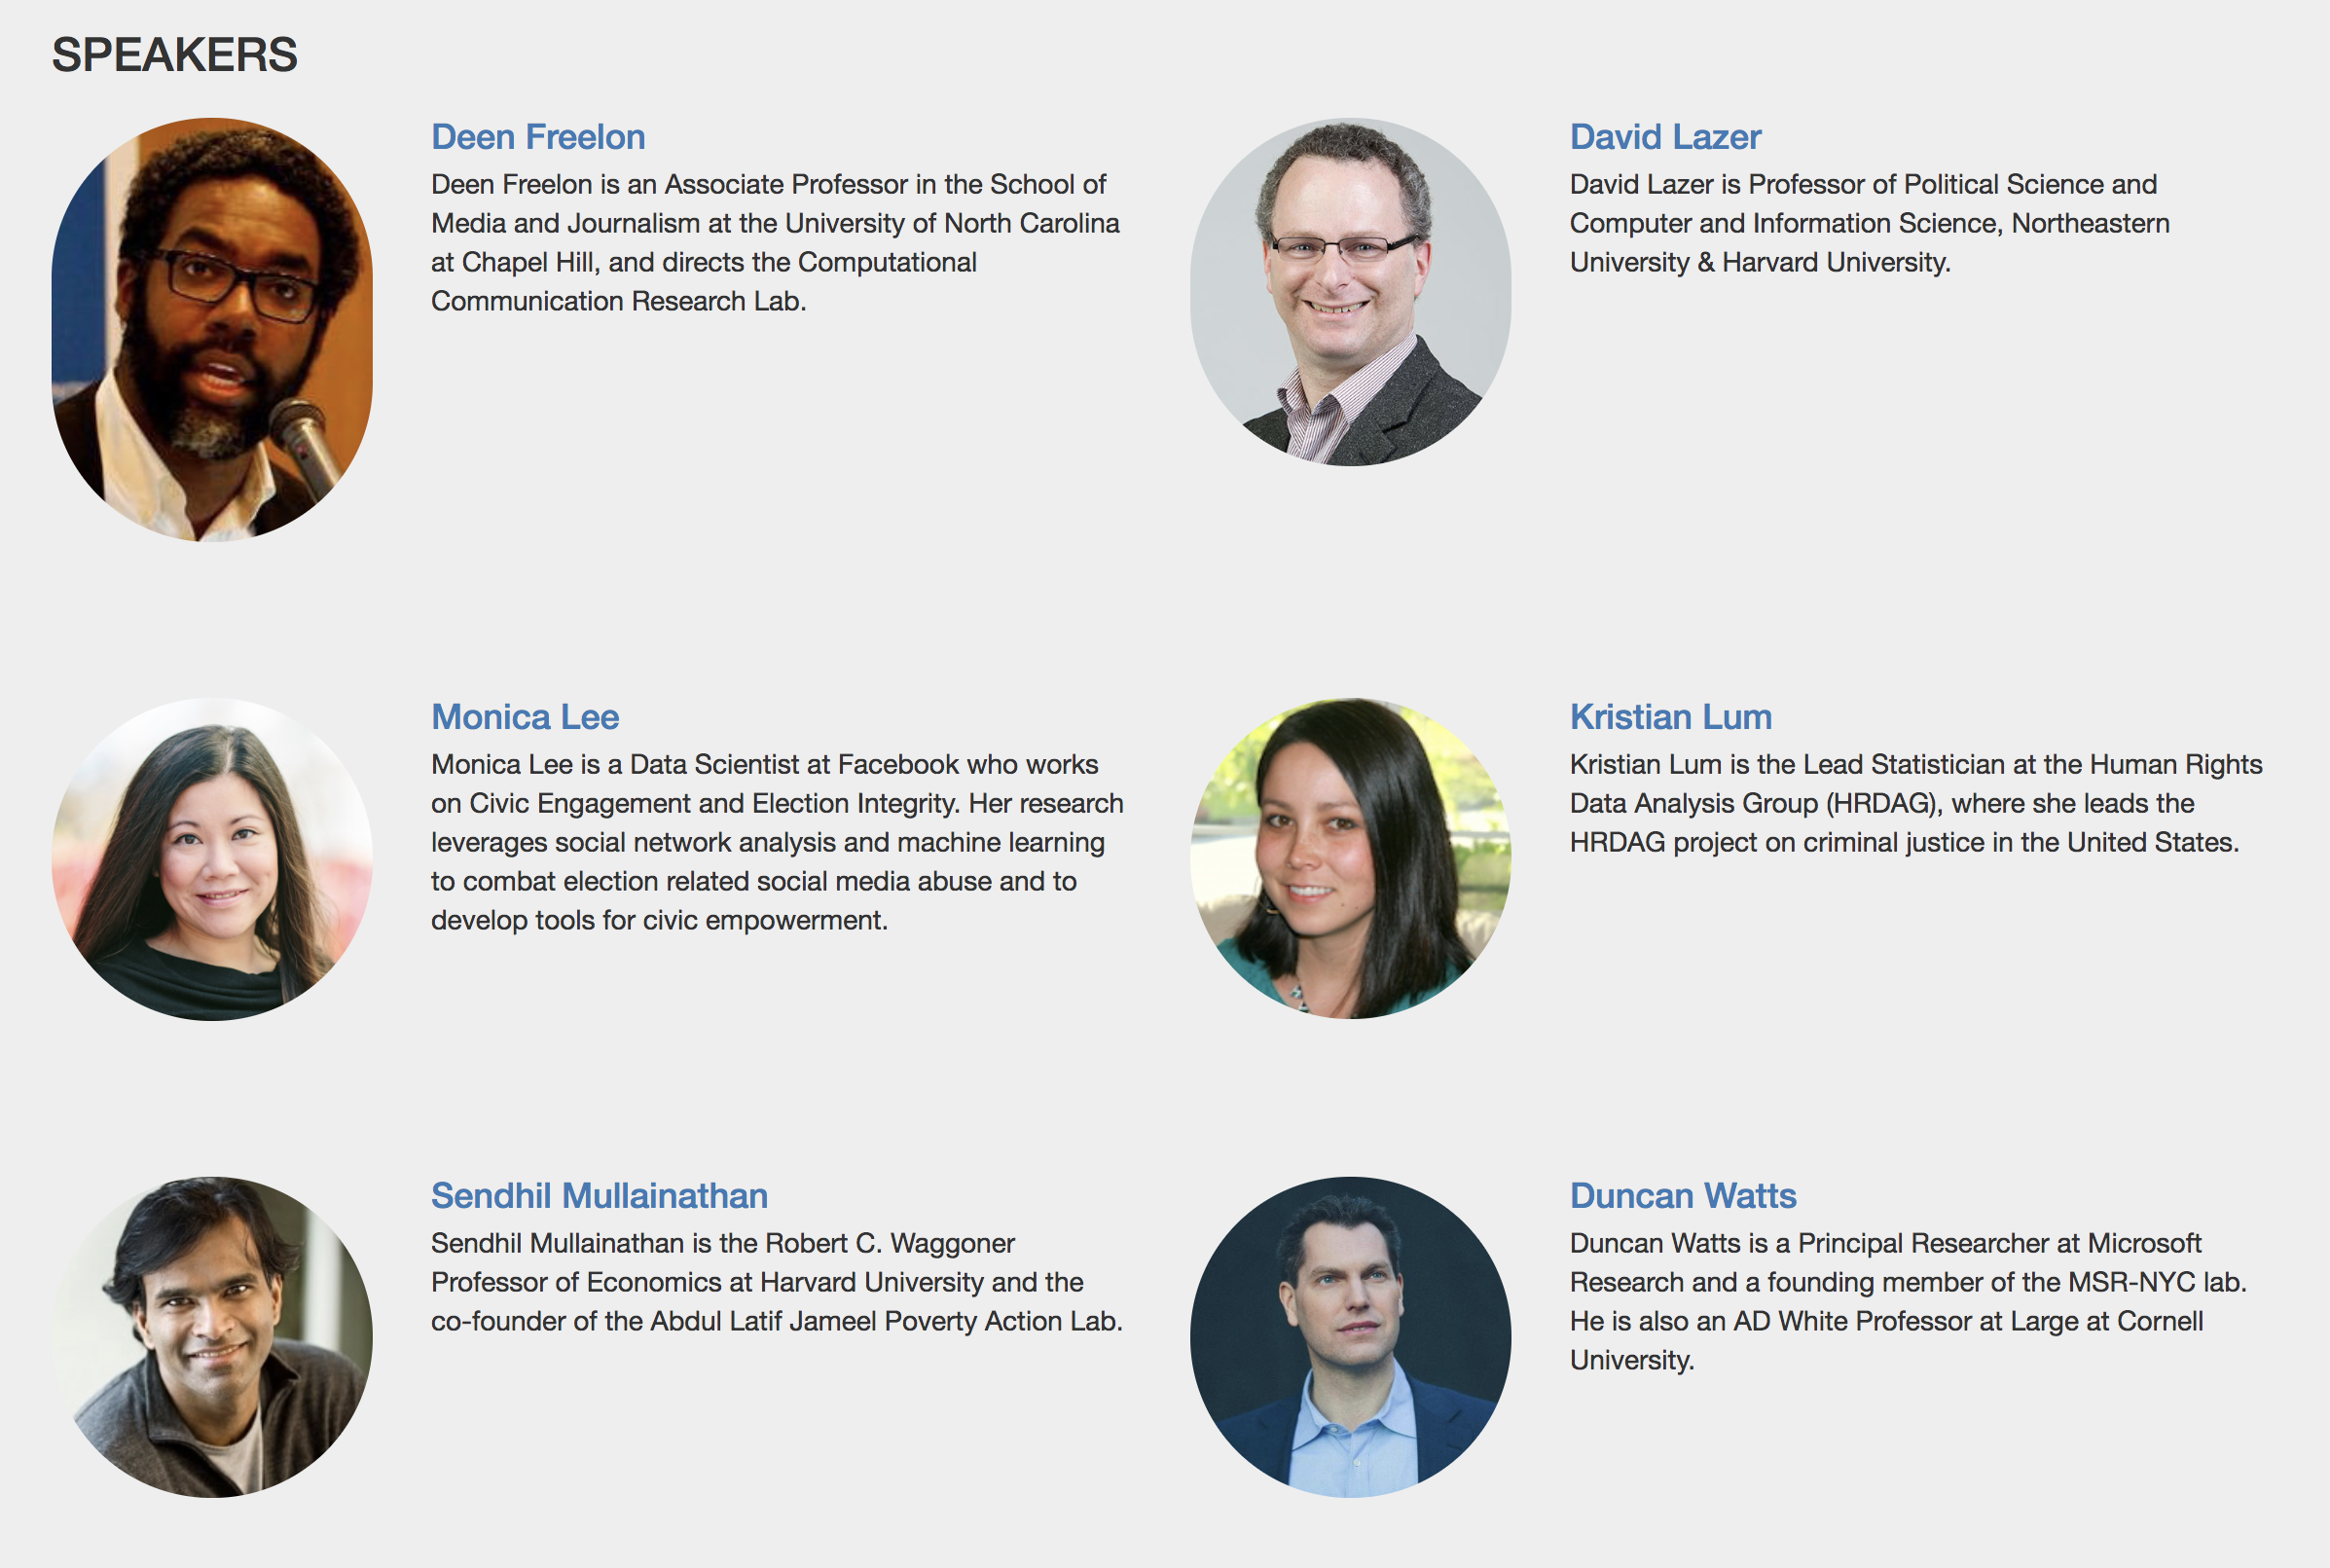 SPEAKERS
Deen Freelon
Deen Freelon is an Associate Professor in the School of
Media and Journalism at the University of North Carolina
at Chapel Hill, and directs the Computational
Communication Research Lab.
David Lazer
David Lazer is Professor of Political Science and
Computer and Information Science, Northeastern
University & Harvard University.
Monica Lee
Monica Lee is a Data Scientist at Facebook who works
on Civic Engagement and Election Integrity. Her research
leverages social network analysis and machine learning
to combat election related social media abuse and to
develop tools for civic empowerment.
Kristian Lum
Kristian Lum is the Lead Statistician at the Human Rights
Data Analysis Group (HRDAG), where she leads the
HRDAG project on criminal justice in the United States.
Sendhil Mullainathan
Sendhil Mullainathan is the Robert C. Waggoner
Professor of Economics at Harvard University and the
co-founder of the Abdul Latif Jameel Poverty Action Lab.
Duncan Watts
Duncan Watts is a Principal Researcher at Microsoft
Research and a founding member of the MSR-NYC lab.
He is also an AD White Professor at Large at Cornell
University.